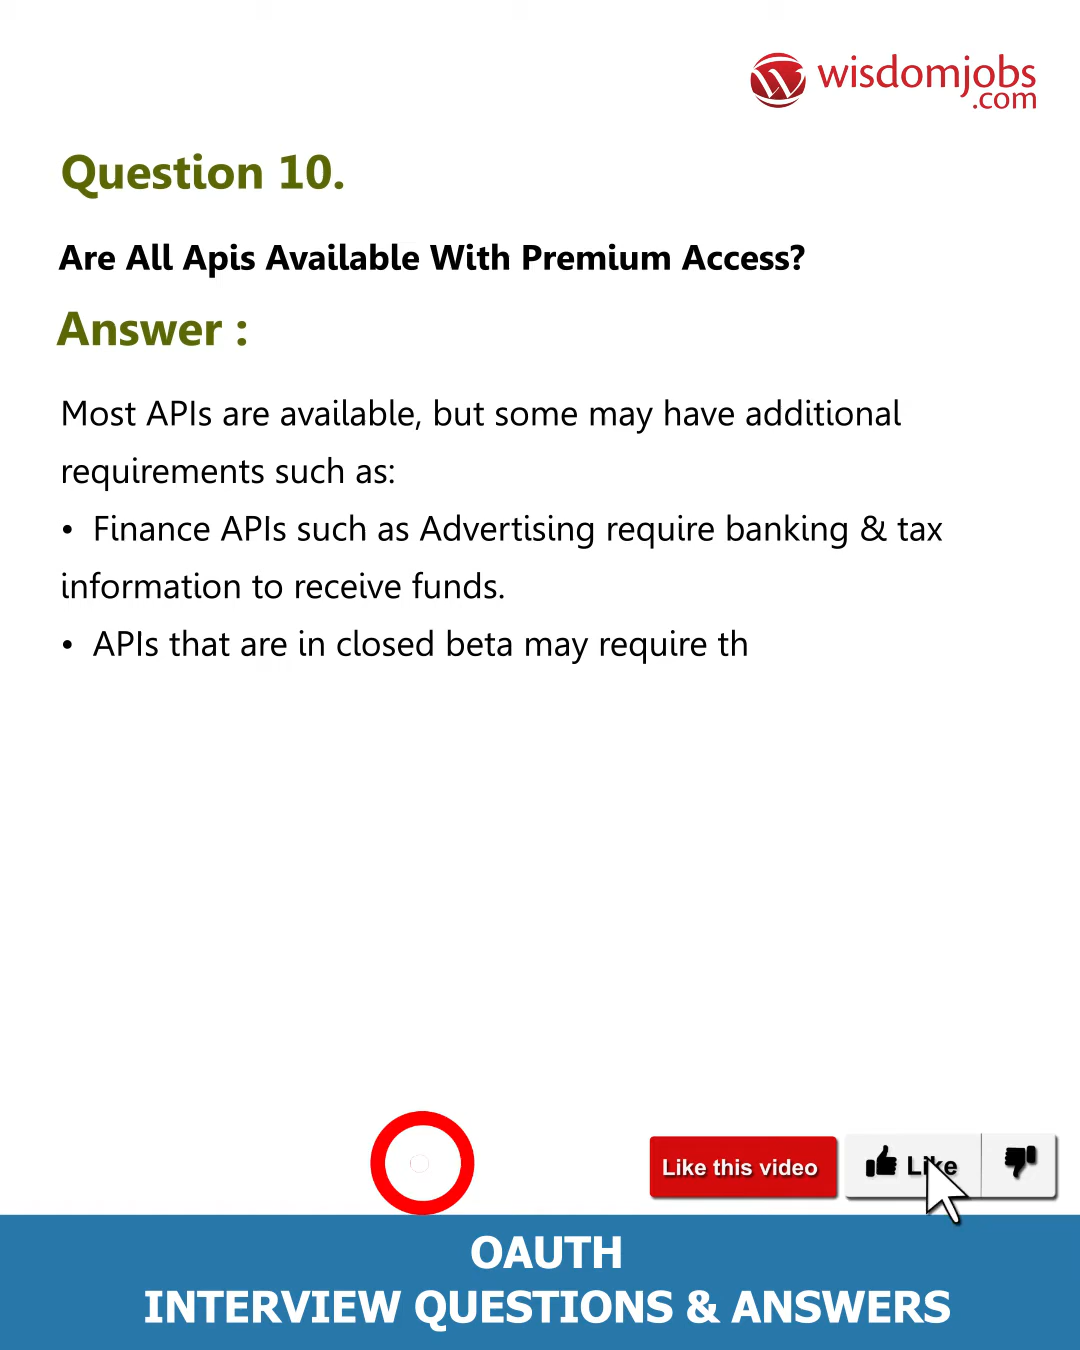 wisdomjobs
.com
Question 10.
Are All Apis Available With Premium Access?
Answer :
Most APIs are available, but some may have additional
requirements such as:
• Finance APIs such as Advertising require banking & tax
information to receive funds.
• APIs that are in closed beta may require th
Like this video
Like
OAUTH
INTERVIEW QUESTIONS & ANSWERS